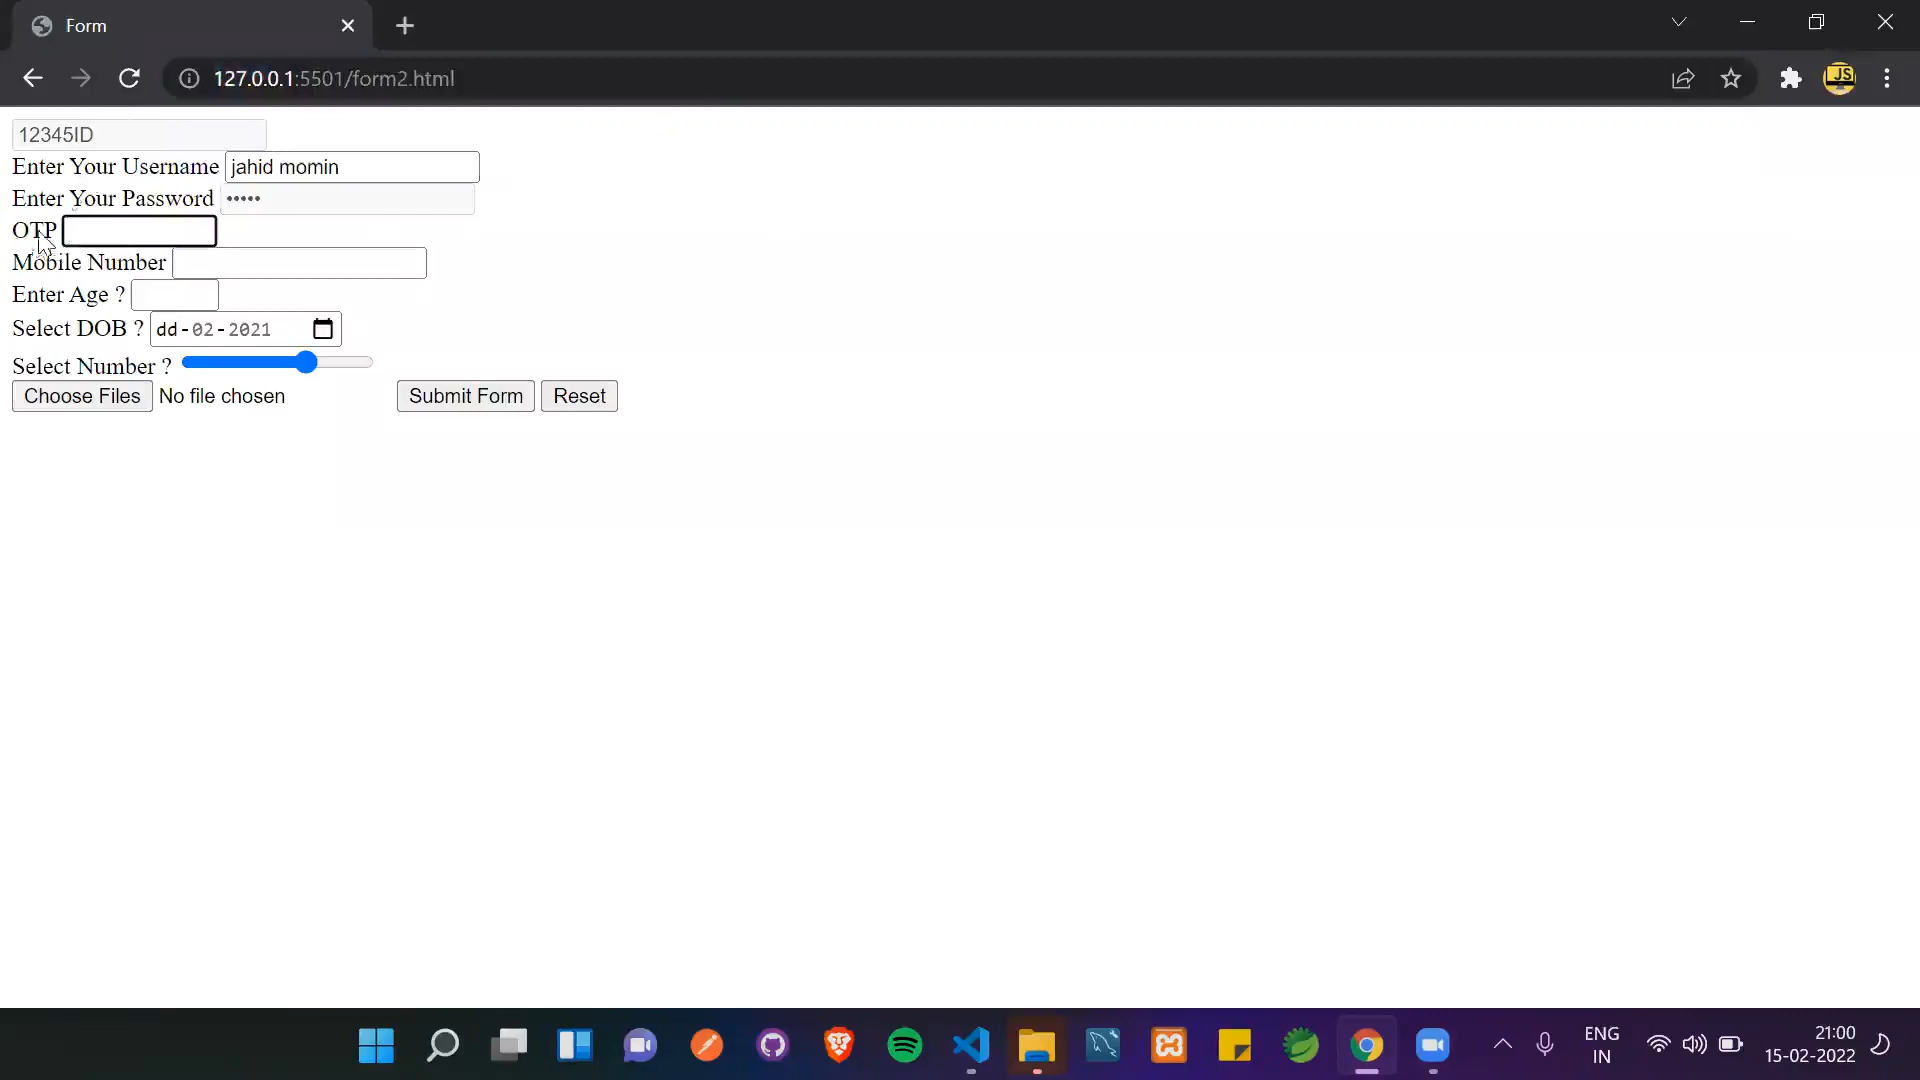 Form
127.0.0.1:5501/form2.html
JS
12345ID
Enter Your Username jahid momin
Enter Your Password •••••
OTP
Mobile Number
Enter Age ?
Select DOB ? dd-02-2021
Select Number ?
Choose Files No file chosen Submit Form Reset
ENG 21:00
IN 15-02-2022